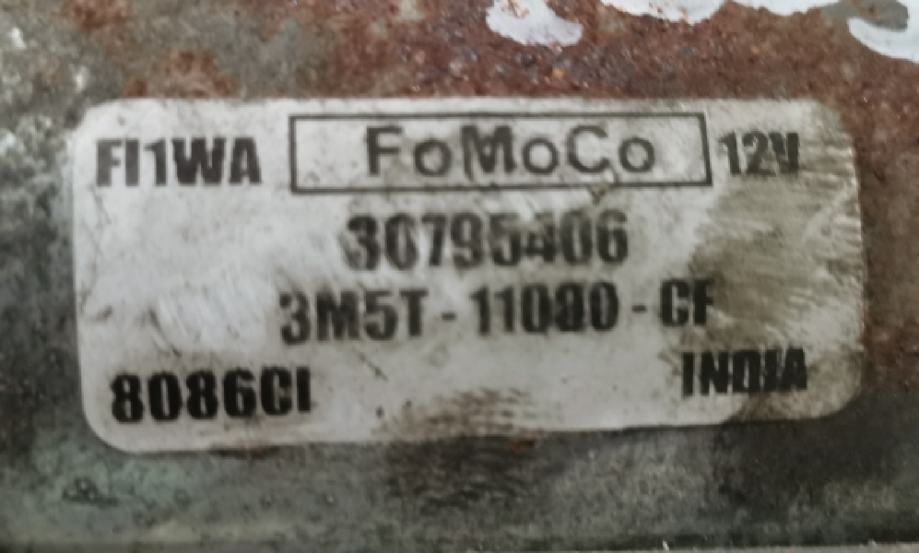 FI1WA FoMoCo 12V
30795406
3M5T-11000-CF
8086CI INDIA